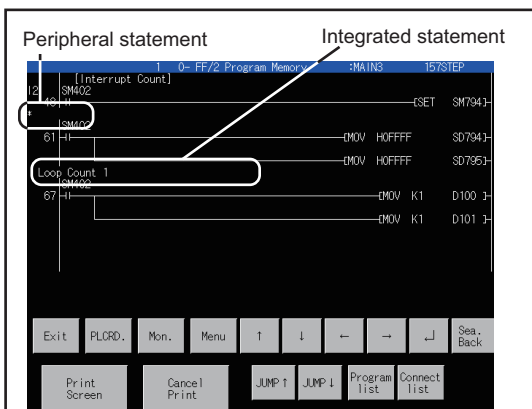 Peripheral statement
Integrated statement
1 0- FF/2 Program Memory :MAIN3 157STEP
[Interrupt Count]
I2 SM402
48 [SET SM794]
*
SM402
61 [MOV H0FFFF SD794]
[MOV H0FFFF SD795]
Loop Count 1
SM402
67 [MOV K1 D100 ]
[MOV K1 D101 ]
Exit PLCRD. Mon. Menu ↑ ↓ ← → ↵ Sea. Back
Print Screen Cancel Print JUMP↑ JUMP↓ Program list Connect list